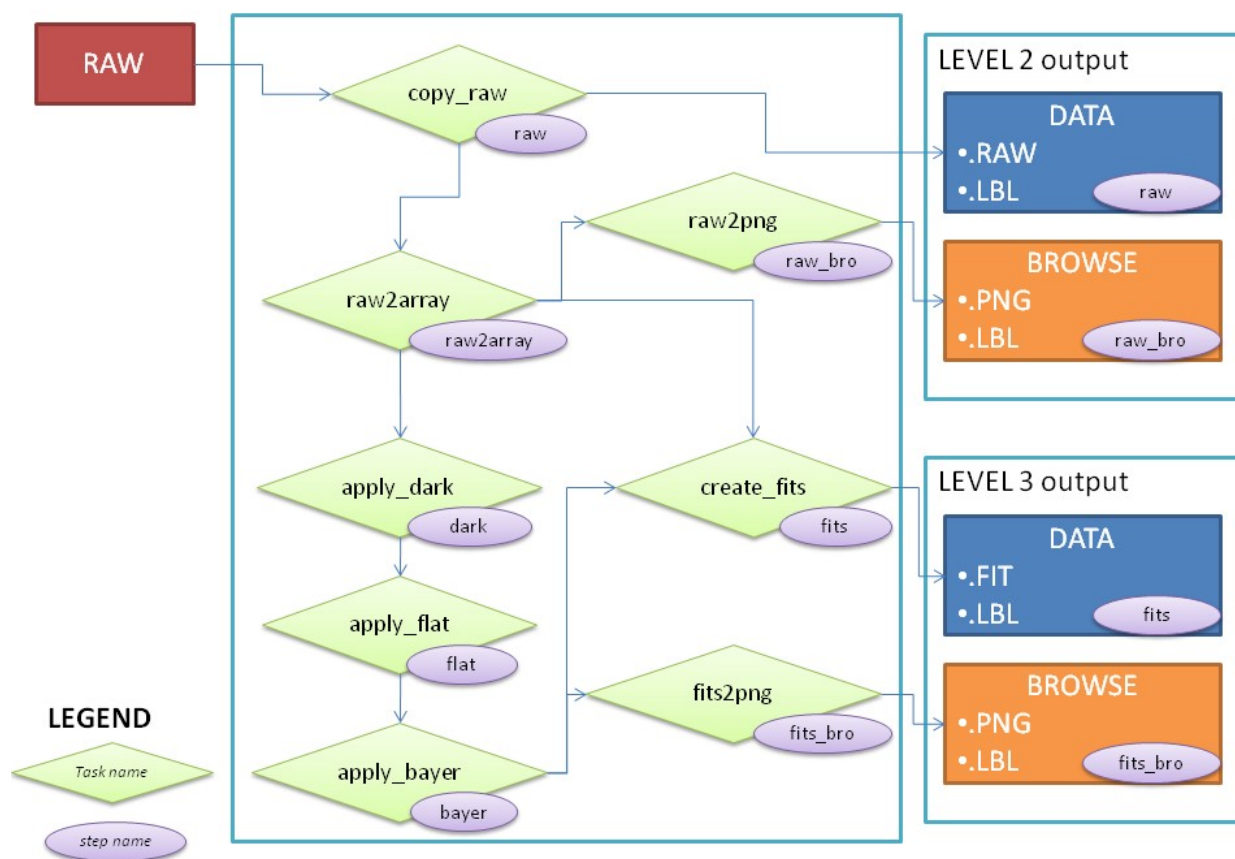 RAW
copy_raw
raw
raw2png
raw_bro
raw2array
raw2array
apply_dark
dark
create_fits
fits
apply_flat
flat
fits2png
fits_bro
apply_bayer
bayer
LEVEL 2 output
DATA
•.RAW
•.LBL
raw
BROWSE
•.PNG
•.LBL
raw_bro
LEVEL 3 output
DATA
•.FIT
•.LBL
fits
BROWSE
•.PNG
•.LBL
fits_bro
LEGEND
Task name
step name